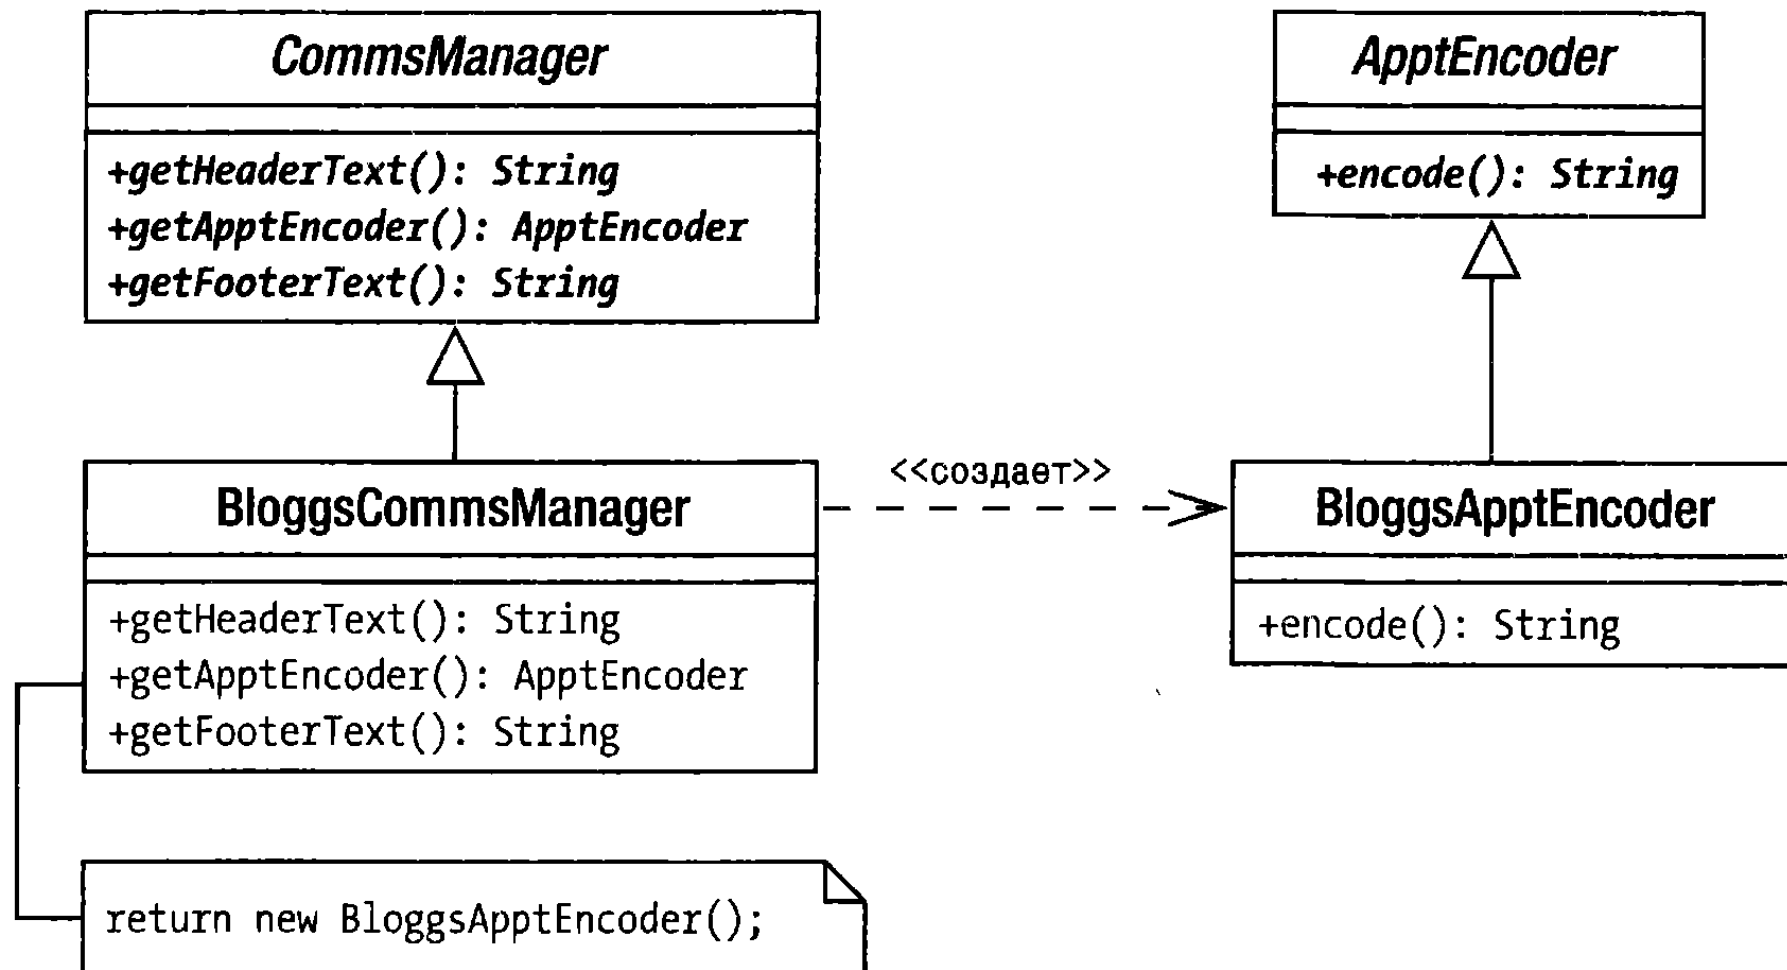 CommsManager
+getHeaderText(): String
+getApptEncoder(): ApptEncoder
+getFooterText(): String
ApptEncoder
+encode(): String
BloggsCommsManager
+getHeaderText(): String
+getApptEncoder(): ApptEncoder
+getFooterText(): String
<<создает>>
BloggsApptEncoder
+encode(): String
return new BloggsApptEncoder();